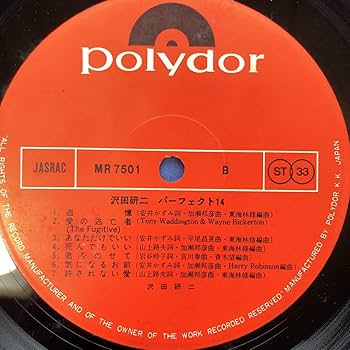 polydor
JASRAC
MR 7501
B
ST 33
沢田研二 パーフェクト14
1. 追憶(安井かずみ詞・加瀬邦彦曲・東海林修編曲)
2. 愛の逃亡者(Tony Waddington & Wayne Bickerton)
(The Fugitive)
3. あなただけでいい(安井かずみ詞・平尾昌晃曲・東海林修編曲)
4. 死んでもいい(山上路夫詞・加瀬邦彦曲・東海林修編曲)
5. 君をのせて(岩谷時子詞・宮川泰曲・青木望編曲)
6. 気になるお前(安井かずみ詞・加瀬邦彦曲・Harry Robinson編曲)
7. 許されない愛(山上路夫詞・加瀬邦彦曲・東海林修編曲)
沢田研二
MANUFACTURER AND OF THE OWNER OF THE WORK RECORDED RESERVED
MANUFACTURED BY POLYDOR K.K. JAPAN.
ALL RIGHTS OF THE RECORD